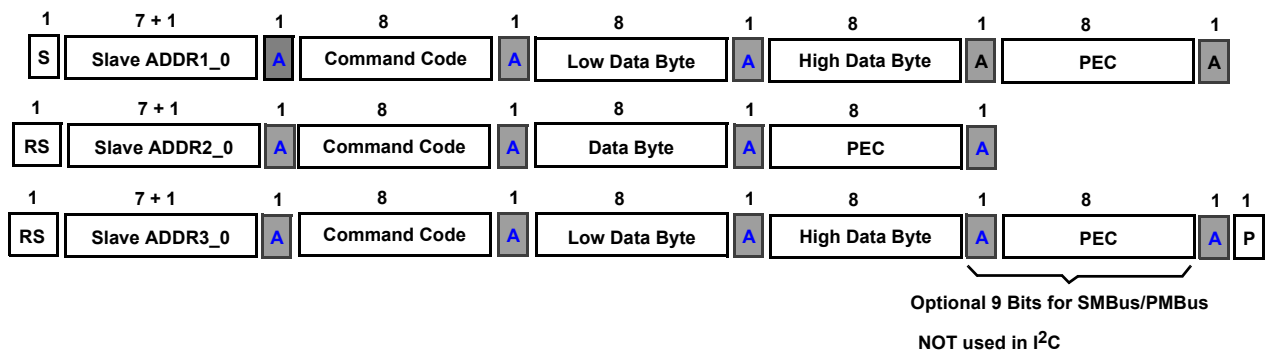 1 7 + 1 1 8 1 8 1 8 1 8 1
S Slave ADDR1_0 A Command Code A Low Data Byte A High Data Byte A PEC A
1 7 + 1 1 8 1 8 1 8 1
RS Slave ADDR2_0 A Command Code A Data Byte A PEC A
1 7 + 1 1 8 1 8 1 8 1 8 1 1
RS Slave ADDR3_0 A Command Code A Low Data Byte A High Data Byte A PEC A P
Optional 9 Bits for SMBus/PMBus
NOT used in I²C